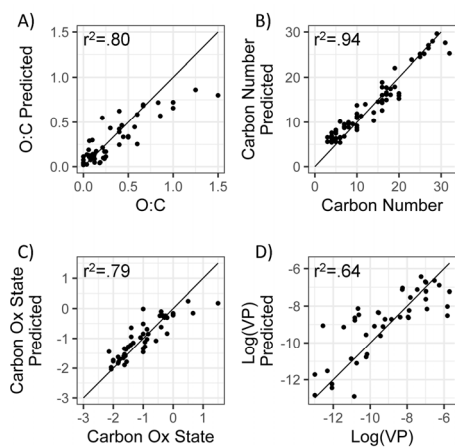 A)
r²=.80
1.5
1.0
0.5
0.0
0.0 0.5 1.0 1.5
O:C Predicted
O:C
B)
r²=.94
30
20
10
0
0 10 20 30
Carbon Number
Predicted
Carbon Number
C)
r²=.79
1
0
-1
-2
-3
-3 -2 -1 0 1
Carbon Ox State
Predicted
Carbon Ox State
D)
r²=.64
-6
-8
-10
-12
-12 -10 -8 -6
Log(VP)
Predicted
Log(VP)